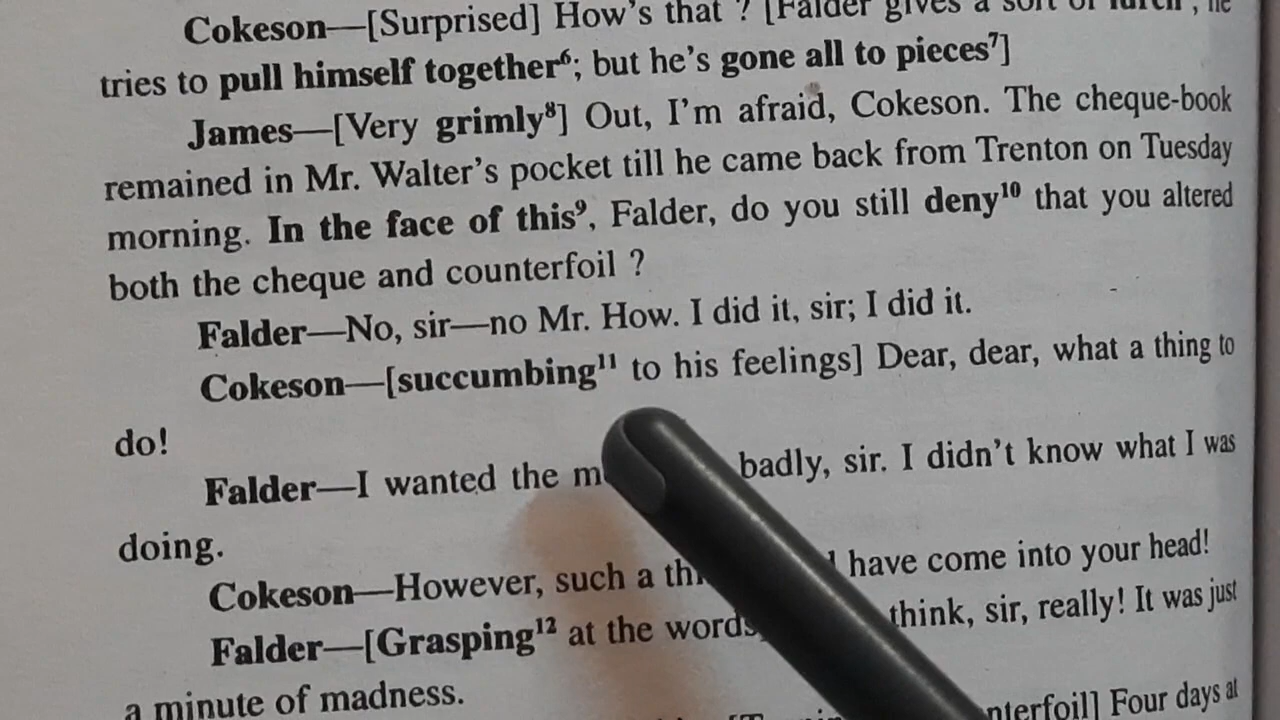 Cokeson—[Surprised] How's that ? [Falder gives a sort of lurch ; he
tries to pull himself together⁶; but he's gone all to pieces⁷]
James—[Very grimly⁸] Out, I'm afraid, Cokeson. The cheque-book
remained in Mr. Walter's pocket till he came back from Trenton on Tuesday
morning. In the face of this⁹, Falder, do you still deny¹⁰ that you altered
both the cheque and counterfoil ?
Falder—No, sir—no Mr. How. I did it, sir; I did it.
Cokeson—[succumbing¹¹ to his feelings] Dear, dear, what a thing to
do!
Falder—I wanted the badly, sir. I didn't know what I was
doing.
Cokeson—However, such a have come into your head!
Falder—[Grasping¹² at the words think, sir, really! It was just
a minute of madness.
Four days at